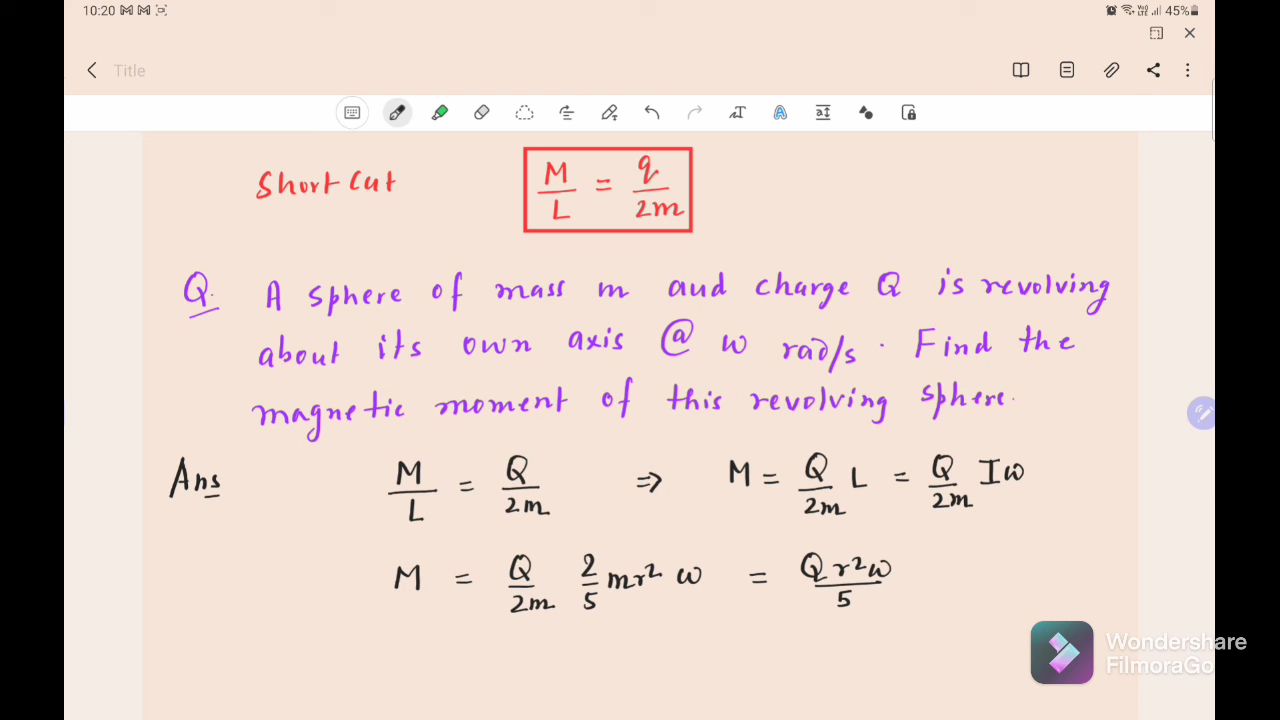 10:20
45%
Title
Shortcut M/L = q/2m
Q. A sphere of mass m and charge Q is revolving
about its own axis @ ω rad/s. Find the
magnetic moment of this revolving sphere.
Ans M/L = Q/2m ⇒ M = Q/2m L = Q/2m Iω
M = Q/2m 2/5 mr² ω = Qr²ω/5
Wondershare
FilmoraGo